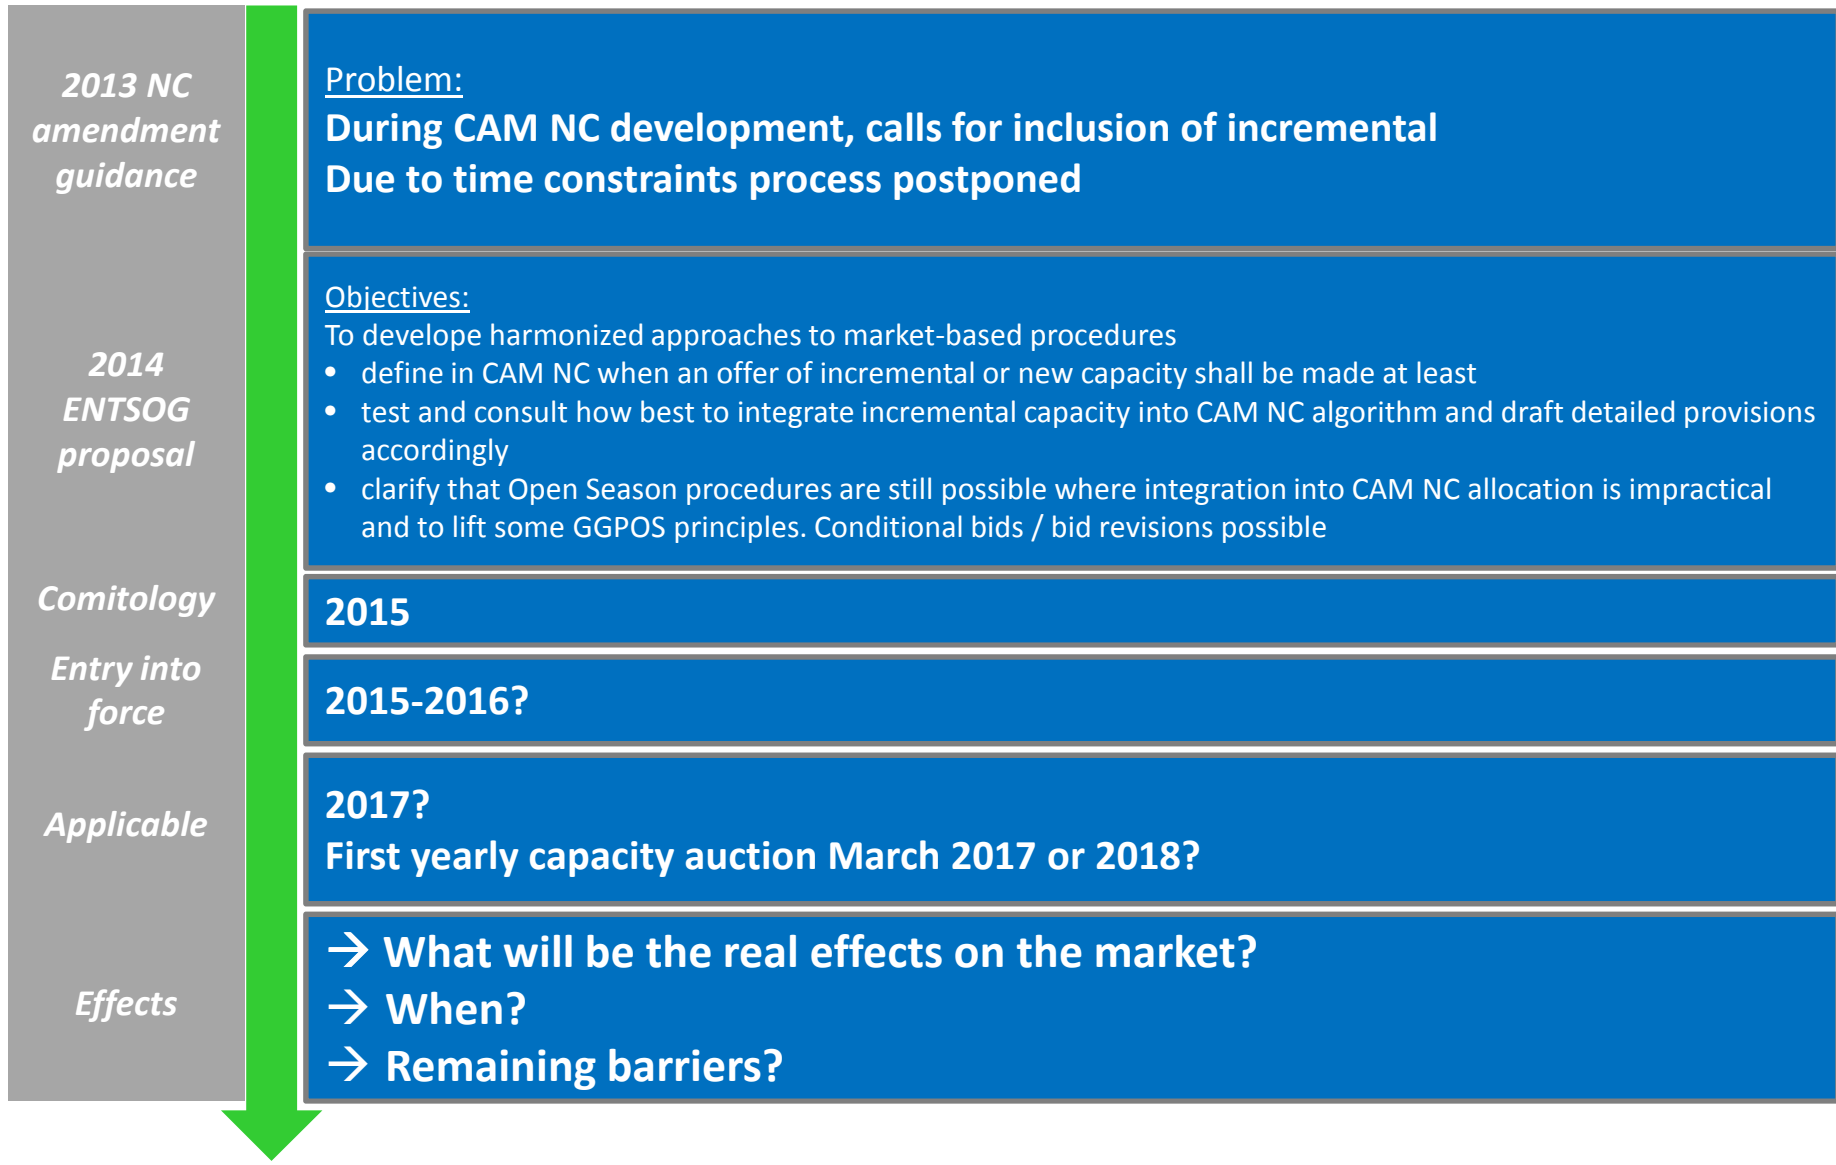 2013 NC
amendment
guidance
Problem:
During CAM NC development, calls for inclusion of incremental
Due to time constraints process postponed
2014
ENTSOG
proposal
Objectives:
To develope harmonized approaches to market-based procedures
• define in CAM NC when an offer of incremental or new capacity shall be made at least
• test and consult how best to integrate incremental capacity into CAM NC algorithm and draft detailed provisions
accordingly
• clarify that Open Season procedures are still possible where integration into CAM NC allocation is impractical
and to lift some GGPOS principles. Conditional bids / bid revisions possible
Comitology
2015
Entry into
force
2015-2016?
Applicable
2017?
First yearly capacity auction March 2017 or 2018?
Effects
→ What will be the real effects on the market?
→ When?
→ Remaining barriers?